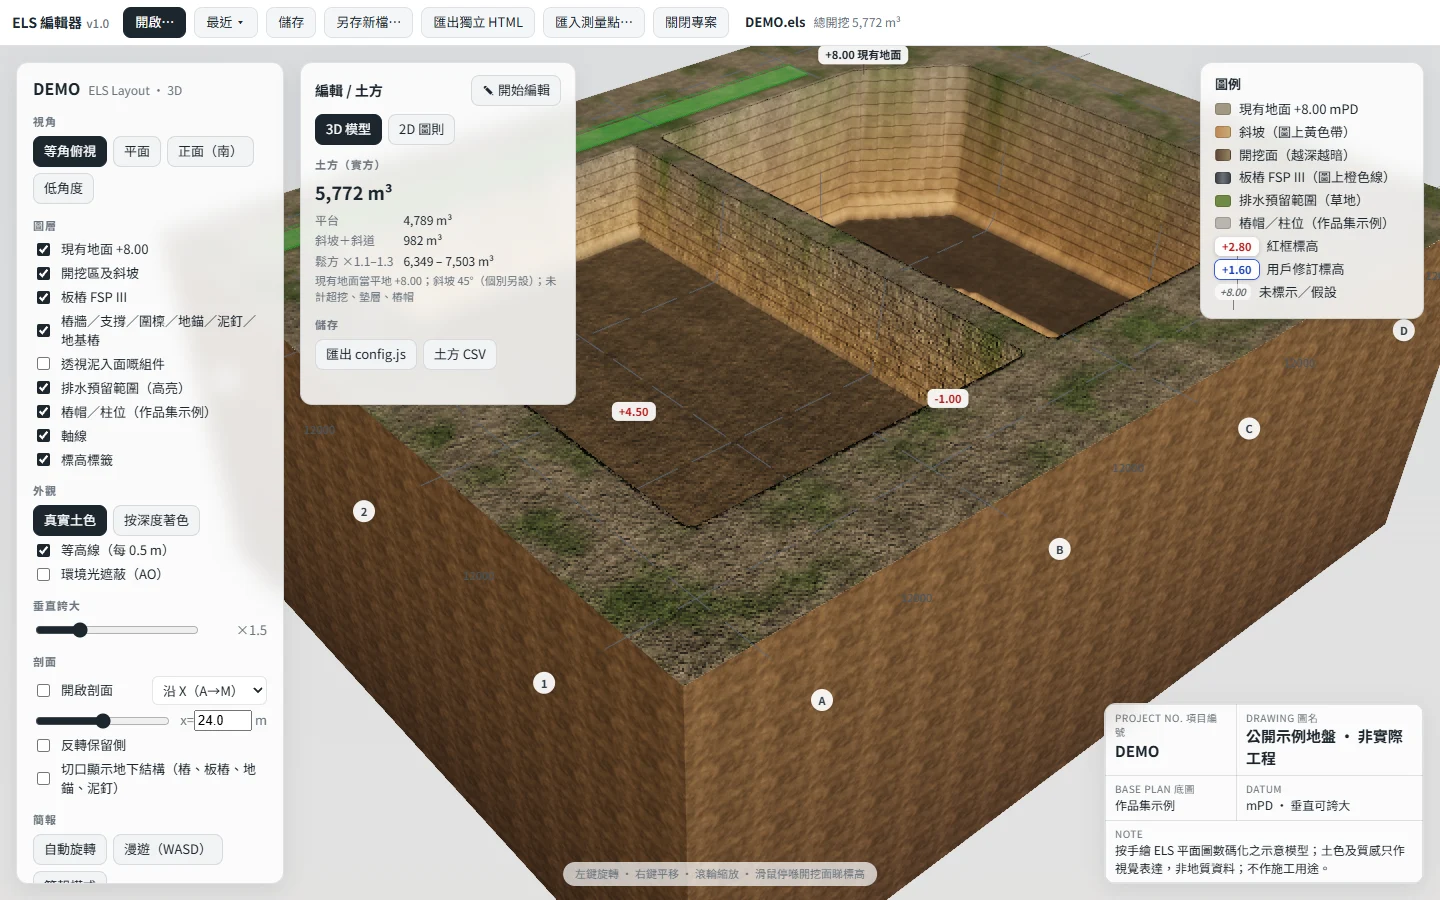 ELS 編輯器 v1.0 開啟⋯ 最近 儲存 另存新檔⋯ 匯出獨立 HTML 匯入測量點⋯ 關閉專案 DEMO.els 總開挖 5,772 m³
DEMO ELS Layout · 3D
視角
等角俯視 平面 正面（南）
低角度
圖層
現有地面 +8.00
開挖區及斜坡
板樁 FSP III
樁牆／支撐／圍檁／地錨／泥釘／
地基樁
透視泥入面嘅組件
排水預留範圍（高亮）
樁帽／柱位（作品集示例）
軸線
標高標籤
外觀
真實土色 按深度著色
等高線（每 0.5 m）
環境光遮蔽（AO）
垂直誇大
×1.5
剖面
開啟剖面 沿 X（A→M）
x= 24.0 m
反轉保留側
切口顯示地下結構（樁、板樁、地
錨、泥釘）
簡報
自動旋轉 漫遊（WASD）
編輯 / 土方 開始編輯
3D 模型 2D 圖則
土方（實方）
5,772 m³
平台 4,789 m³
斜坡＋斜道 982 m³
鬆方 ×1.1–1.3 6,349 – 7,503 m³
現有地面當平地 +8.00；斜坡 45°（個別另設）；未
計超挖、墊層、樁帽
儲存
匯出 config.js 土方 CSV
+8.00 現有地面
+4.50
-1.00
1
2
A
B
C
D
圖例
現有地面 +8.00 mPD
斜坡（圖上黃色帶）
開挖面（越深越暗）
板樁 FSP III（圖上橙色線）
排水預留範圍（草地）
樁帽／柱位（作品集示例）
+2.80 紅框標高
+1.60 用戶修訂標高
+8.00 未標示／假設
PROJECT NO. 項目編
號
DEMO
DRAWING 圖名
公開示例地盤 · 非實際
工程
BASE PLAN 底圖
作品集示例
DATUM
mPD · 垂直可誇大
NOTE
按手繪 ELS 平面圖數碼化之示意模型；土色及質感只作
視覺表達，非地質資料；不作施工用途。
左鍵旋轉 · 右鍵平移 · 滾輪縮放 · 滑鼠停喺開挖面睇標高